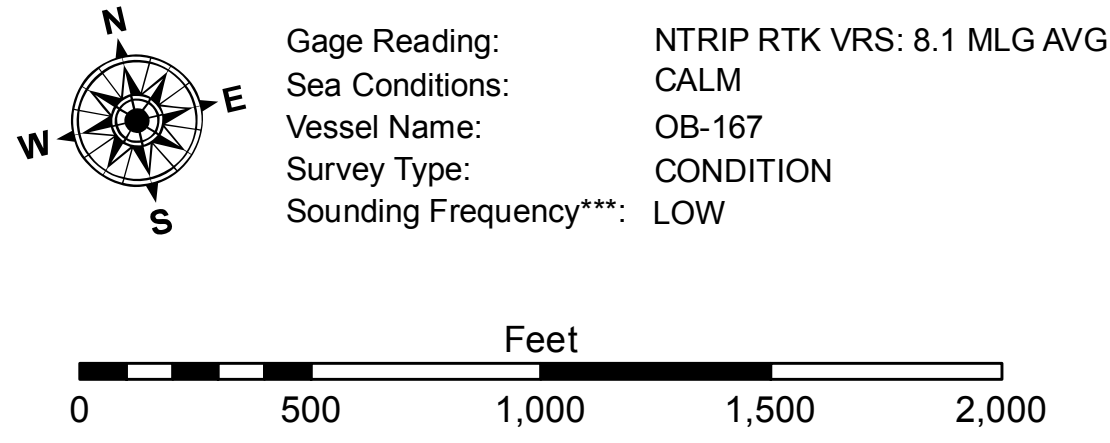 N
E
W
S
Gage Reading: NTRIP RTK VRS: 8.1 MLG AVG
Sea Conditions: CALM
Vessel Name: OB-167
Survey Type: CONDITION
Sounding Frequency***: LOW
Feet
0 500 1,000 1,500 2,000